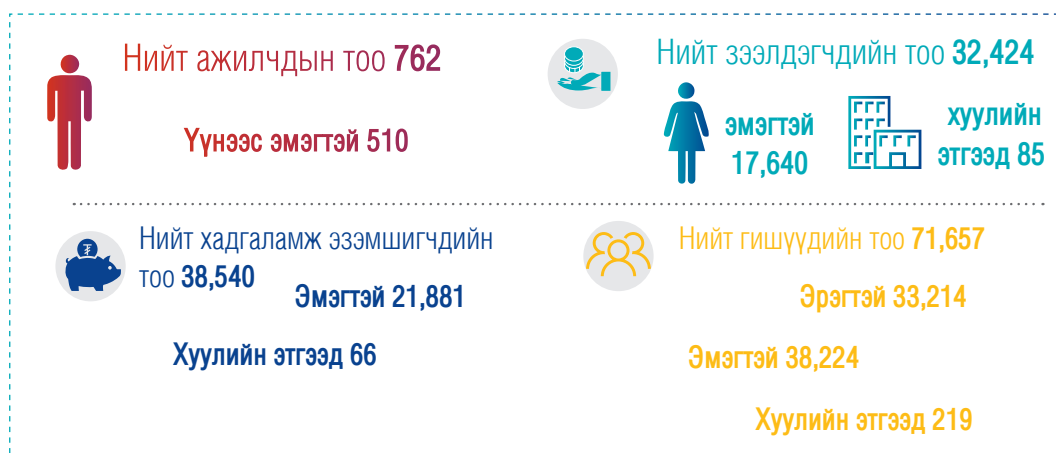 Нийт ажилчдын тоо 762
Үүнээс эмэгтэй 510
Нийт зээлдэгчдийн тоо 32,424
эмэгтэй
17,640
хуулийн
этгээд 85
Нийт хадгаламж эзэмшигчдийн
тоо 38,540
Эмэгтэй 21,881
Хуулийн этгээд 66
Нийт гишүүдийн тоо 71,657
Эрэгтэй 33,214
Эмэгтэй 38,224
Хуулийн этгээд 219